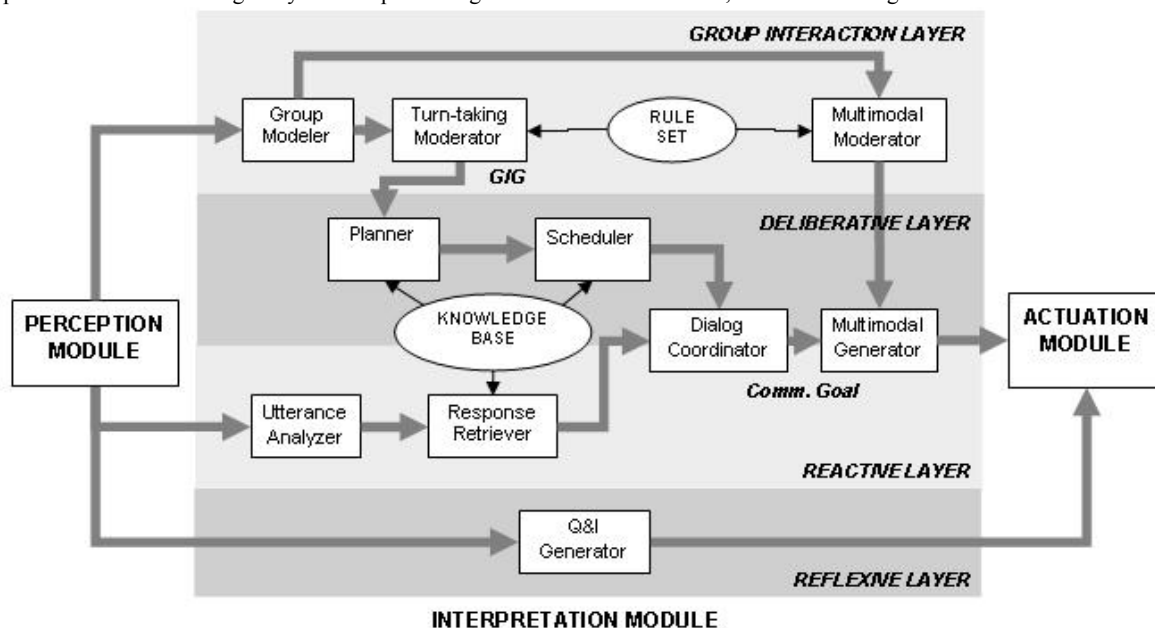 GROUP INTERACTION LAYER
Group
Modeler
Turn-taking
Moderator
RULE
SET
Multimodal
Moderator
GIG
DELIBERATIVE LAYER
Planner
Scheduler
PERCEPTION
MODULE
KNOWLEDGE
BASE
Dialog
Coordinator
Multimodal
Generator
ACTUATION
MODULE
Comm. Goal
Utterance
Analyzer
Response
Retriever
REACTIVE LAYER
Q&I
Generator
REFLEXIVE LAYER
INTERPRETATION MODULE